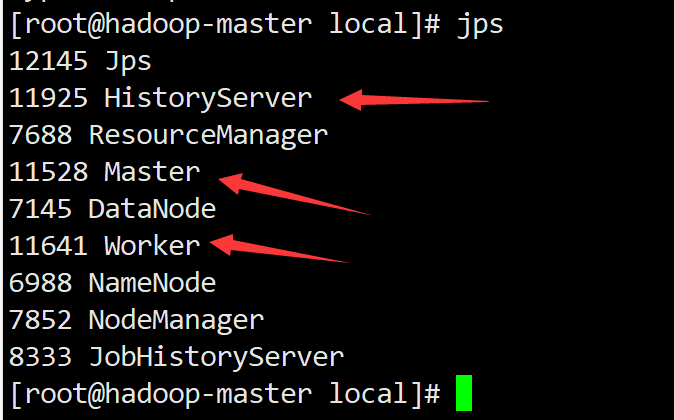 [root@hadoop-master local]# jps
12145 Jps
11925 HistoryServer
7688 ResourceManager
11528 Master
7145 DataNode
11641 Worker
6988 NameNode
7852 NodeManager
8333 JobHistoryServer
[root@hadoop-master local]#